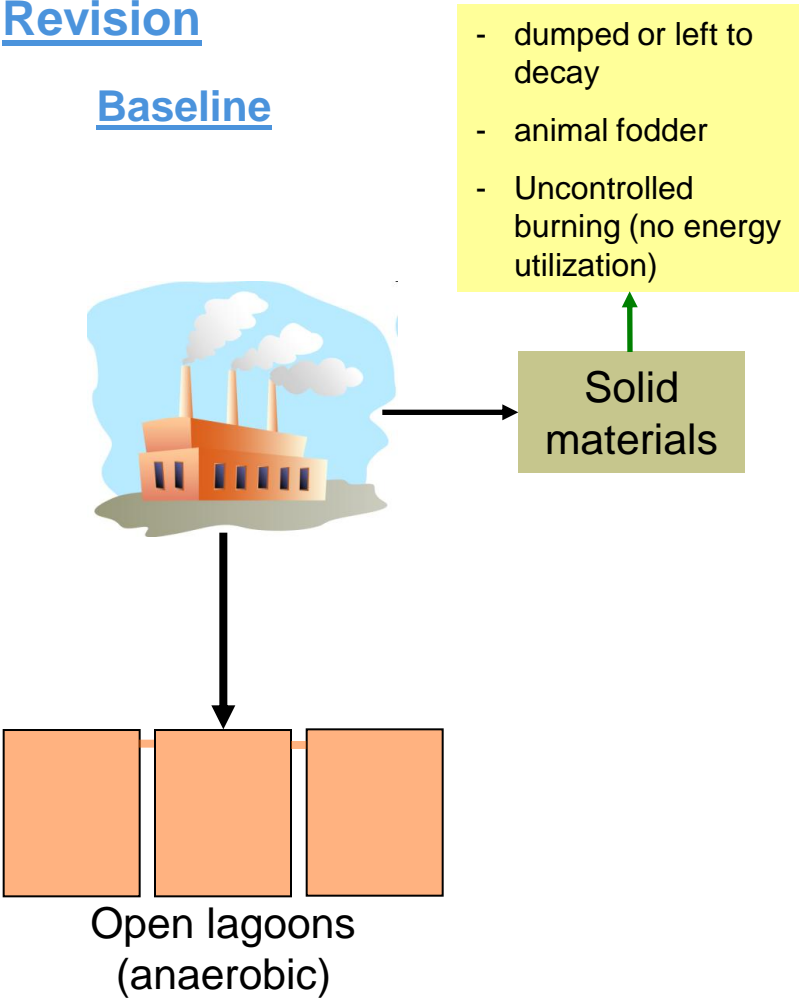 Revision
Baseline
- dumped or left to
decay
- animal fodder
- Uncontrolled
burning (no energy
utilization)
Solid
materials
Open lagoons
(anaerobic)